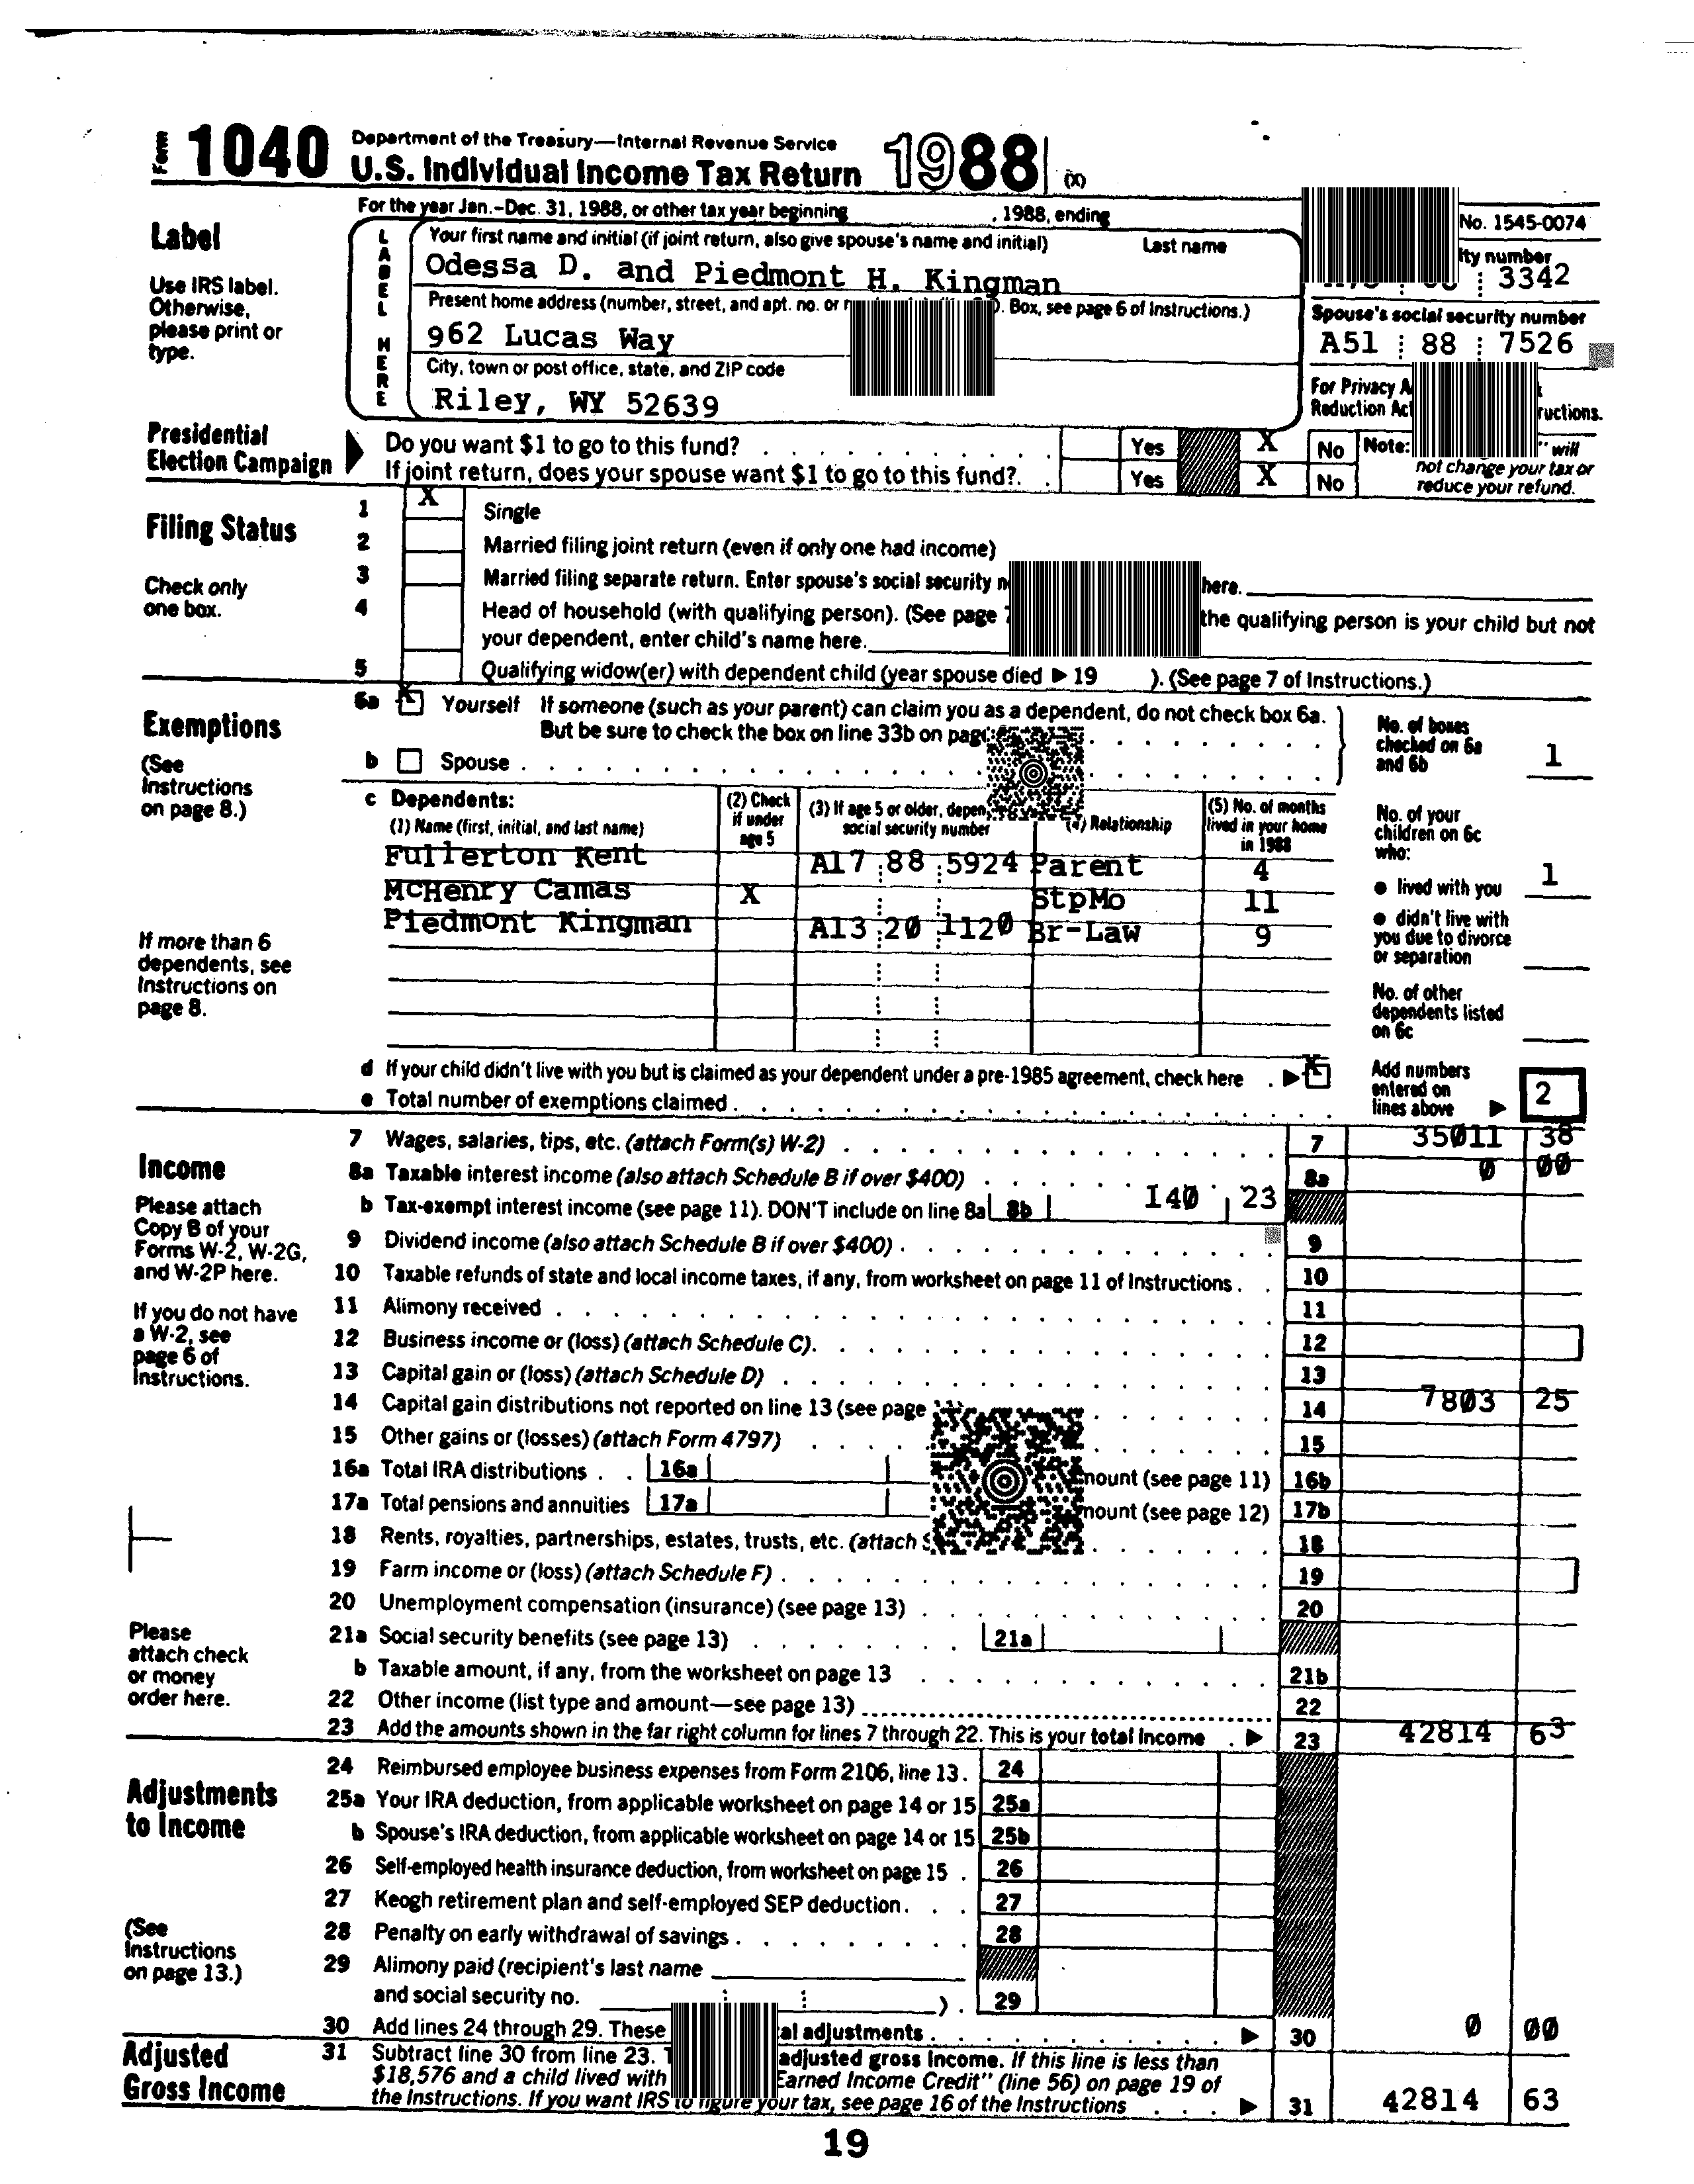 Form 1040 Department of the Treasury—Internal Revenue Service
U.S. Individual Income Tax Return 1988 (X)
For the year Jan.-Dec. 31, 1988, or other tax year beginning , 1988, ending No. 1545-0074
Label
Use IRS label. Otherwise, please print or type.
LABEL HERE
Your first name and initial (if joint return, also give spouse's name and initial) Last name
Odessa D. and Piedmont H. Kingman
ity number
3342
Present home address (number, street, and apt. no. or Box, see page 6 of Instructions.)
962 Lucas Way
Spouse's social security number
A51 88 7526
City, town or post office, state, and ZIP code
Riley, WY 52639
For Privacy A
Reduction Act ructions.
Presidential Election Campaign
Do you want $1 to go to this fund? Yes X No Note: " will
If joint return, does your spouse want $1 to go to this fund? Yes X No not change your tax or reduce your refund.
Filing Status
Check only one box.
1 X Single
2 Married filing joint return (even if only one had income)
3 Married filing separate return. Enter spouse's social security here.
4 Head of household (with qualifying person). (See page the qualifying person is your child but not
your dependent, enter child's name here.
5 Qualifying widow(er) with dependent child (year spouse died ▶ 19 ). (See page 7 of Instructions.)
Exemptions
(See Instructions on page 8.)
6a X Yourself If someone (such as your parent) can claim you as a dependent, do not check box 6a.
But be sure to check the box on line 33b on page
b Spouse
No. of boxes checked on 6a and 6b 1
c Dependents:
(1) Name (first, initial, and last name) (2) Check if under age 5 (3) If age 5 or older, depen social security number (4) Relationship (5) No. of months lived in your home in 1988
Fullerton Kent A17 88 5924 Parent 4
McHenry Camas X StpMo 11
Piedmont Kingman A13 20 1120 Br-Law 9
No. of your children on 6c who:
● lived with you 1
● didn't live with you due to divorce or separation
No. of other dependents listed on 6c
If more than 6 dependents, see Instructions on page 8.
d If your child didn't live with you but is claimed as your dependent under a pre-1985 agreement, check here ▶ X
e Total number of exemptions claimed
Add numbers entered on lines above ▶ 2
Income
Please attach Copy B of your Forms W-2, W-2G, and W-2P here.
If you do not have a W-2, see page 6 of Instructions.
Please attach check or money order here.
7 Wages, salaries, tips, etc. (attach Form(s) W-2) 7 35011 38
8a Taxable interest income (also attach Schedule B if over $400) 8a 0 00
b Tax-exempt interest income (see page 11). DON'T include on line 8a 8b 140 23
9 Dividend income (also attach Schedule B if over $400) 9
10 Taxable refunds of state and local income taxes, if any, from worksheet on page 11 of Instructions 10
11 Alimony received 11
12 Business income or (loss) (attach Schedule C) 12
13 Capital gain or (loss) (attach Schedule D) 13
14 Capital gain distributions not reported on line 13 (see page 14 7803 25
15 Other gains or (losses) (attach Form 4797) 15
16a Total IRA distributions 16a mount (see page 11) 16b
17a Total pensions and annuities 17a mount (see page 12) 17b
18 Rents, royalties, partnerships, estates, trusts, etc. (attach 18
19 Farm income or (loss) (attach Schedule F) 19
20 Unemployment compensation (insurance) (see page 13) 20
21a Social security benefits (see page 13) 21a
b Taxable amount, if any, from the worksheet on page 13 21b
22 Other income (list type and amount—see page 13) 22
23 Add the amounts shown in the far right column for lines 7 through 22. This is your total income ▶ 23 42814 63
Adjustments to Income
(See Instructions on page 13.)
24 Reimbursed employee business expenses from Form 2106, line 13 24
25a Your IRA deduction, from applicable worksheet on page 14 or 15 25a
b Spouse's IRA deduction, from applicable worksheet on page 14 or 15 25b
26 Self-employed health insurance deduction, from worksheet on page 15 26
27 Keogh retirement plan and self-employed SEP deduction 27
28 Penalty on early withdrawal of savings 28
29 Alimony paid (recipient's last name
and social security no. ) 29
30 Add lines 24 through 29. These al adjustments ▶ 30 0 00
Adjusted Gross Income
31 Subtract line 30 from line 23. adjusted gross income. If this line is less than
$18,576 and a child lived with Earned Income Credit" (line 56) on page 19 of
the Instructions. If you want IRS to figure your tax, see page 16 of the Instructions ▶ 31 42814 63
19